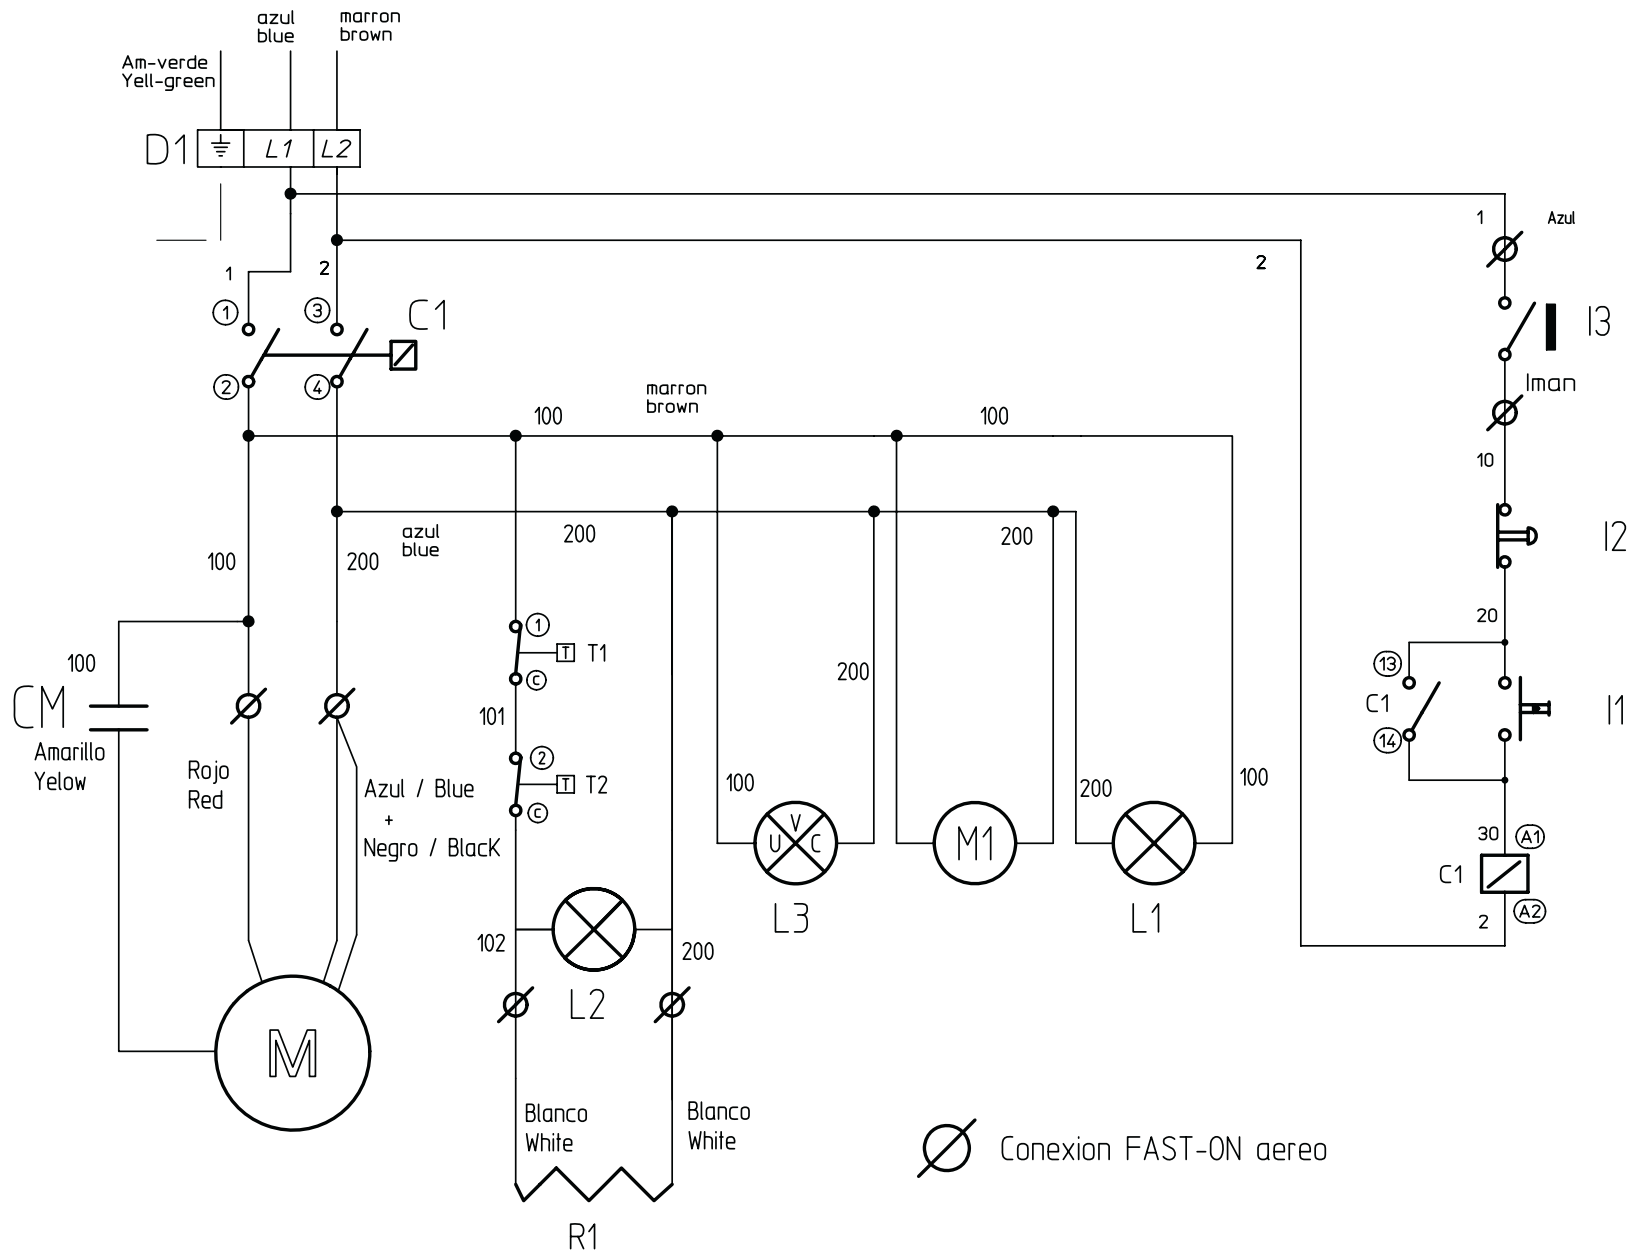 azul
blue
marron
brown
Am-verde
Yell-green
D1
L1
L2
1
2
1
3
C1
2
4
2
1
Azul
I3
Iman
10
I2
20
13
C1
14
I1
30
A1
C1
A2
2
marron
brown
100
100
azul
blue
200
200
100
200
100
CM
Amarillo
Yelow
Rojo
Red
Azul / Blue
+
Negro / BlacK
M
1
T
T1
C
101
2
T
T2
C
102
L2
200
Blanco
White
Blanco
White
R1
200
100
U
V
C
L3
M1
200
100
L1
Conexion FAST-ON aereo